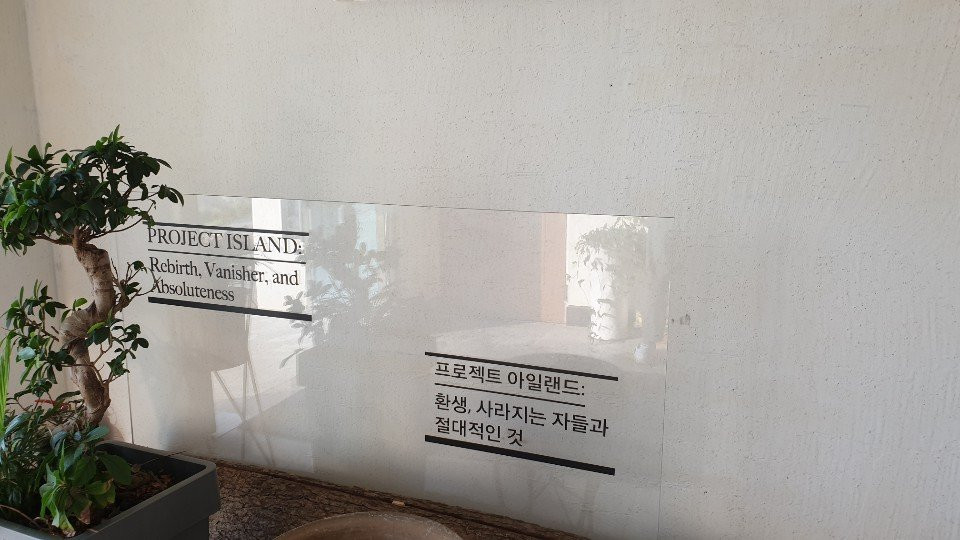 PROJECT ISLAND:
Rebirth, Vanisher, and
Absoluteness
프로젝트 아일랜드:
환생, 사라지는 자들과
절대적인 것